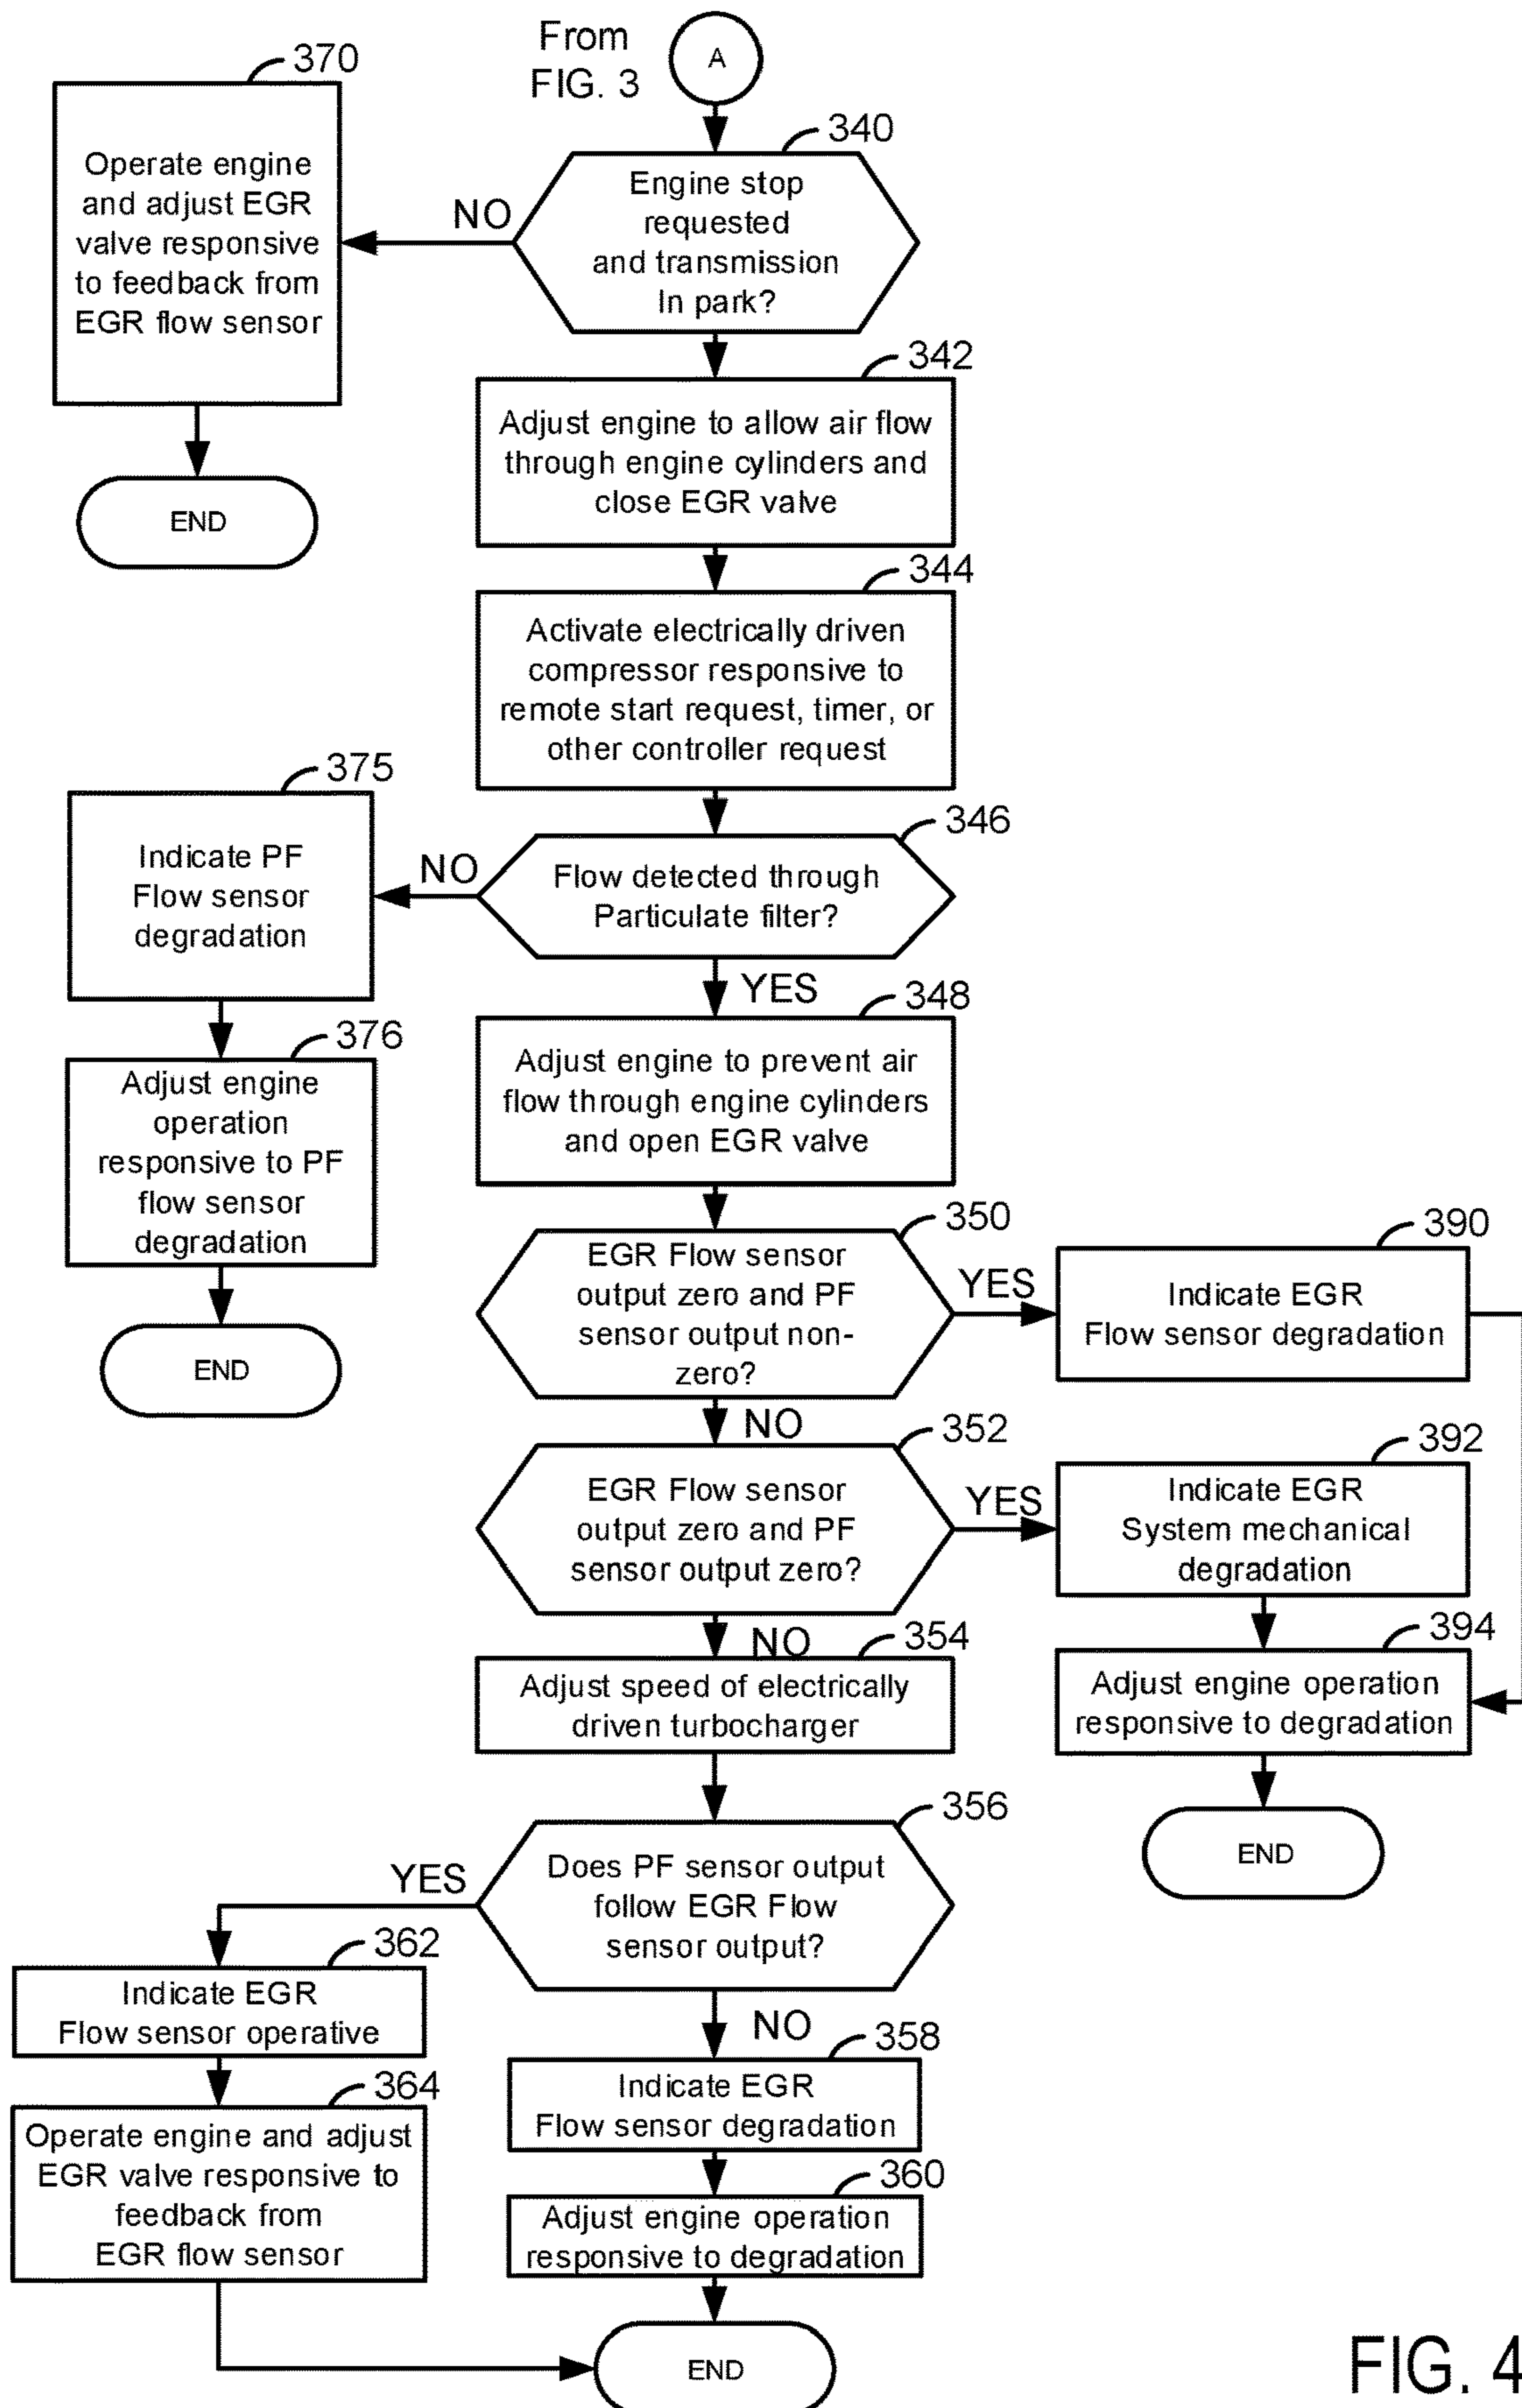 From
FIG. 3
A
370
Operate engine
and adjust EGR
valve responsive
to feedback from
EGR flow sensor
END
340
Engine stop
requested
and transmission
In park?
NO
342
Adjust engine to allow air flow
through engine cylinders and
close EGR valve
344
Activate electrically driven
compressor responsive to
remote start request, timer, or
other controller request
346
Flow detected through
Particulate filter?
NO
YES
375
Indicate PF
Flow sensor
degradation
376
Adjust engine
operation
responsive to PF
flow sensor
degradation
END
348
Adjust engine to prevent air
flow through engine cylinders
and open EGR valve
350
EGR Flow sensor
output zero and PF
sensor output non-
zero?
YES
NO
390
Indicate EGR
Flow sensor degradation
352
EGR Flow sensor
output zero and PF
sensor output zero?
YES
NO
392
Indicate EGR
System mechanical
degradation
394
Adjust engine operation
responsive to degradation
END
354
Adjust speed of electrically
driven turbocharger
356
Does PF sensor output
follow EGR Flow
sensor output?
YES
NO
362
Indicate EGR
Flow sensor operative
364
Operate engine and adjust
EGR valve responsive to
feedback from
EGR flow sensor
358
Indicate EGR
Flow sensor degradation
360
Adjust engine operation
responsive to degradation
END
FIG. 4